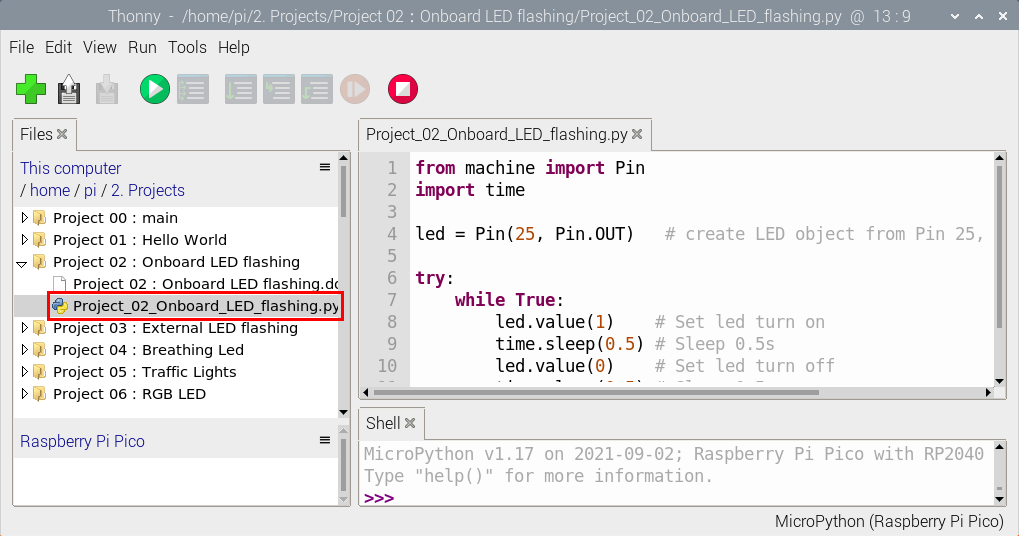 Thonny - /home/pi/2. Projects/Project 02 : Onboard LED flashing/Project_02_Onboard_LED_flashing.py @ 13 : 9
File Edit View Run Tools Help
Files
This computer
/ home / pi / 2. Projects
Project 00 : main
Project 01 : Hello World
Project 02 : Onboard LED flashing
Project 02 : Onboard LED flashing.do
Project_02_Onboard_LED_flashing.py
Project 03 : External LED flashing
Project 04 : Breathing Led
Project 05 : Traffic Lights
Project 06 : RGB LED
Raspberry Pi Pico
Project_02_Onboard_LED_flashing.py
1 from machine import Pin
2 import time
3
4 led = Pin(25, Pin.OUT)   # create LED object from Pin 25,
5
6 try:
7     while True:
8         led.value(1)    # Set led turn on
9         time.sleep(0.5) # Sleep 0.5s
10         led.value(0)    # Set led turn off
Shell
MicroPython v1.17 on 2021-09-02; Raspberry Pi Pico with RP2040
Type "help()" for more information.
>>>
MicroPython (Raspberry Pi Pico)